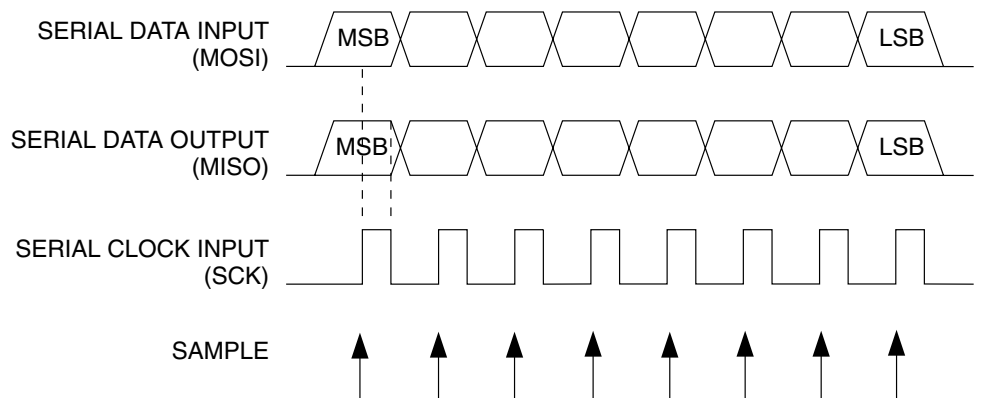 SERIAL DATA INPUT
(MOSI)
MSB
LSB
SERIAL DATA OUTPUT
(MISO)
MSB
LSB
SERIAL CLOCK INPUT
(SCK)
SAMPLE